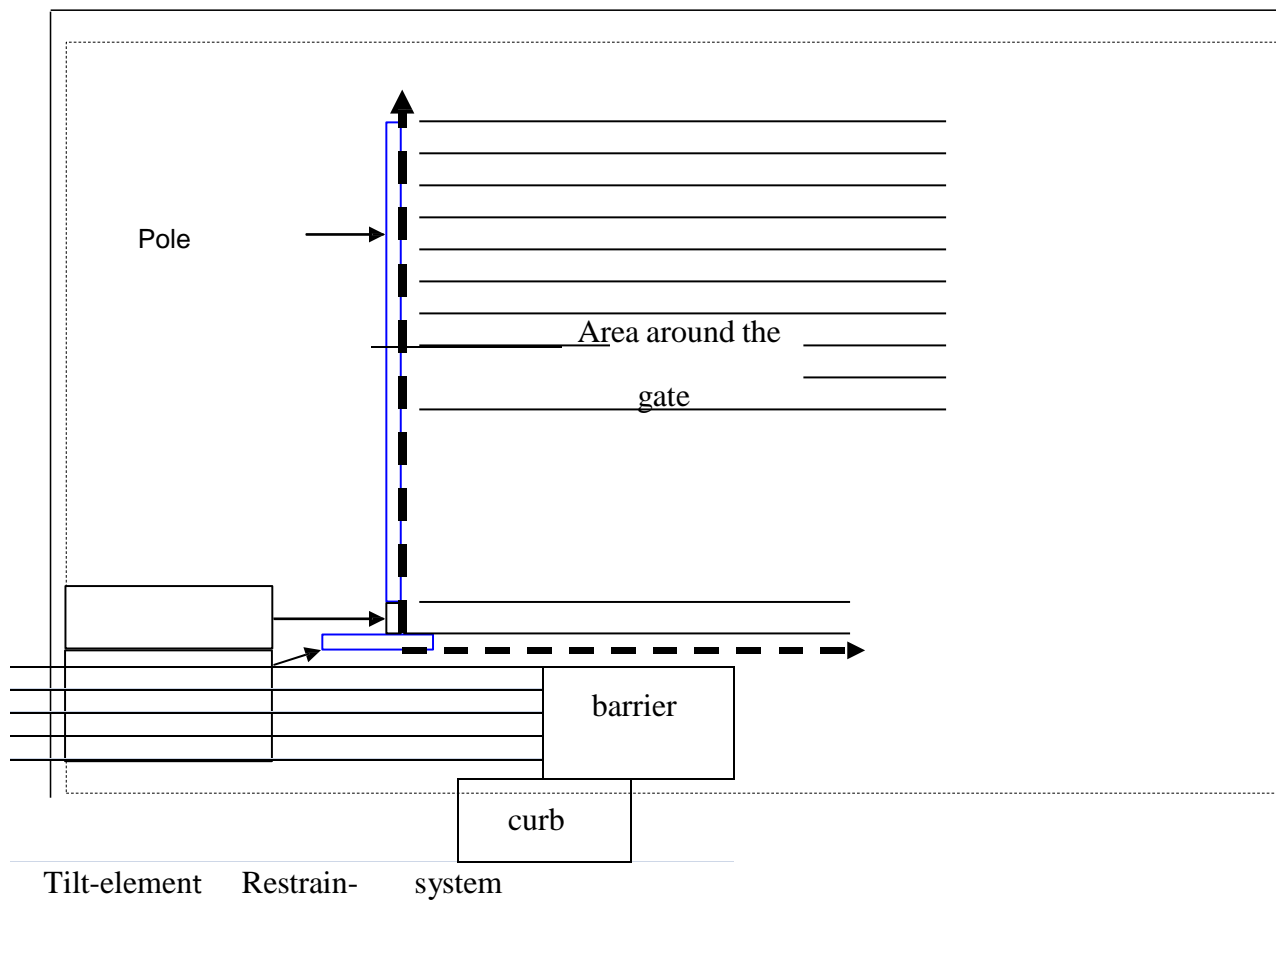 Pole
Area around the
gate
barrier
curb
Tilt-element Restrain- system